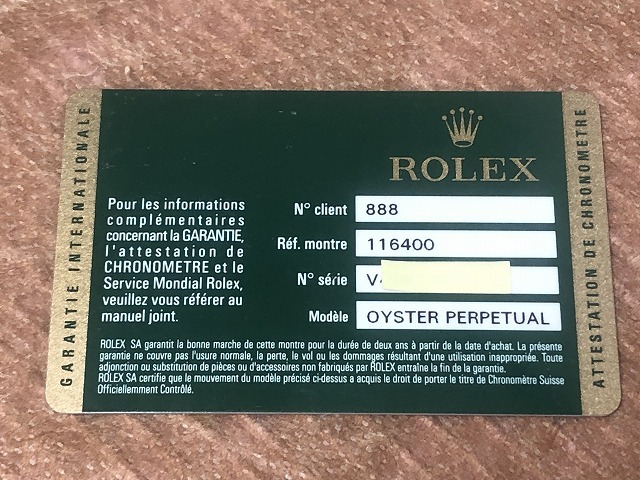 GARANTIE INTERNATIONALE
ROLEX
Pour les informations
complémentaires
concernant la GARANTIE,
l'attestation de
CHRONOMETRE et le
Service Mondial Rolex,
veuillez vous référer au
manuel joint.
N° client 888
Réf. montre 116400
N° série V
Modèle OYSTER PERPETUAL
ROLEX SA garantit la bonne marche de cette montre pour la durée de deux ans à partir de la date d'achat. La présente
garantie ne couvre pas l'usure normale, la perte, le vol ou les dommages résultant d'une utilisation inappropriée. Toute
adjonction ou substitution de pièces ou d'accessoires non fabriqués par ROLEX entraîne la fin de la garantie.
ROLEX SA certifie que le mouvement du modèle précisé ci-dessus a acquis le droit de porter le titre de Chronomètre Suisse
Officiellement Contrôlé.
ATTESTATION DE CHRONOMETRE